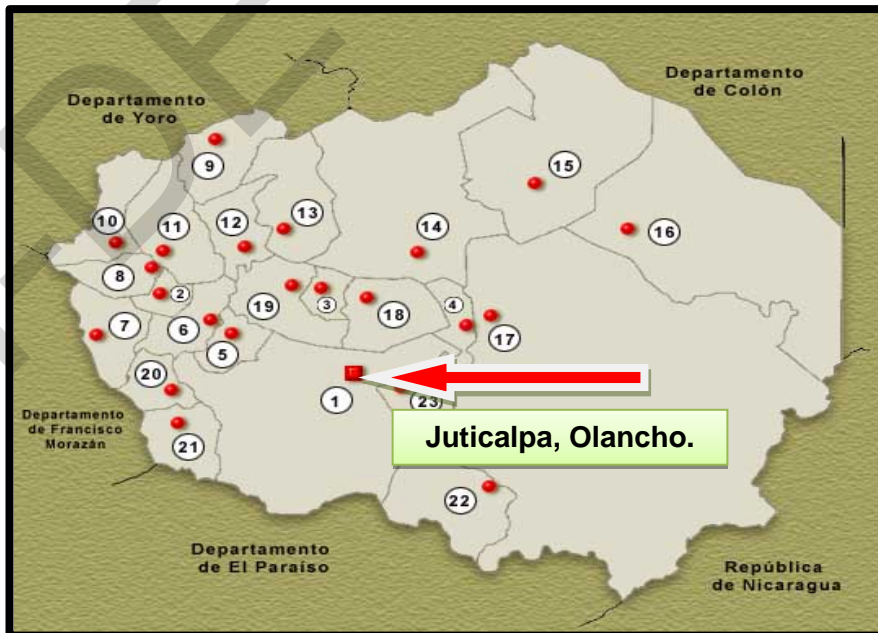 Departamento
de Yoro
Departamento
de Colón
9
15
10
11
12
13
14
16
8
2
19
3
18
4
7
6
17
5
20
1
23
Departamento
de Francisco
Morazán
21
Juticalpa, Olancho.
22
Departamento
de El Paraíso
República
de Nicaragua